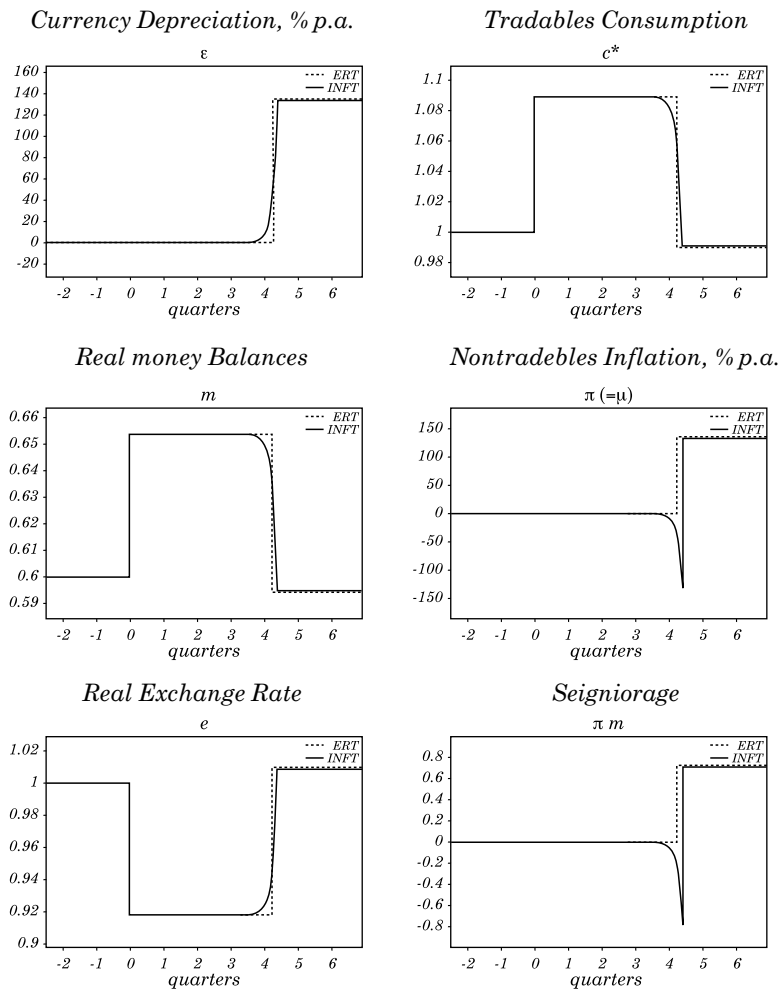 Currency Depreciation, % p.a.
ε
160
140
120
100
80
60
40
20
0
-20
ERT
INFT
-2 -1 0 1 2 3 4 5 6
quarters
Tradables Consumption
c*
1.1
1.08
1.06
1.04
1.02
1
0.98
ERT
INFT
-2 -1 0 1 2 3 4 5 6
quarters
Real money Balances
m
0.66
0.65
0.64
0.63
0.62
0.61
0.6
0.59
ERT
INFT
-2 -1 0 1 2 3 4 5 6
quarters
Nontradebles Inflation, % p.a.
π (=μ)
150
100
50
0
-50
-100
-150
ERT
INFT
-2 -1 0 1 2 3 4 5 6
quarters
Real Exchange Rate
e
1.02
1
0.98
0.96
0.94
0.92
0.9
ERT
INFT
-2 -1 0 1 2 3 4 5 6
quarters
Seigniorage
π m
0.8
0.6
0.4
0.2
0
-0.2
-0.4
-0.6
-0.8
ERT
INFT
-2 -1 0 1 2 3 4 5 6
quarters